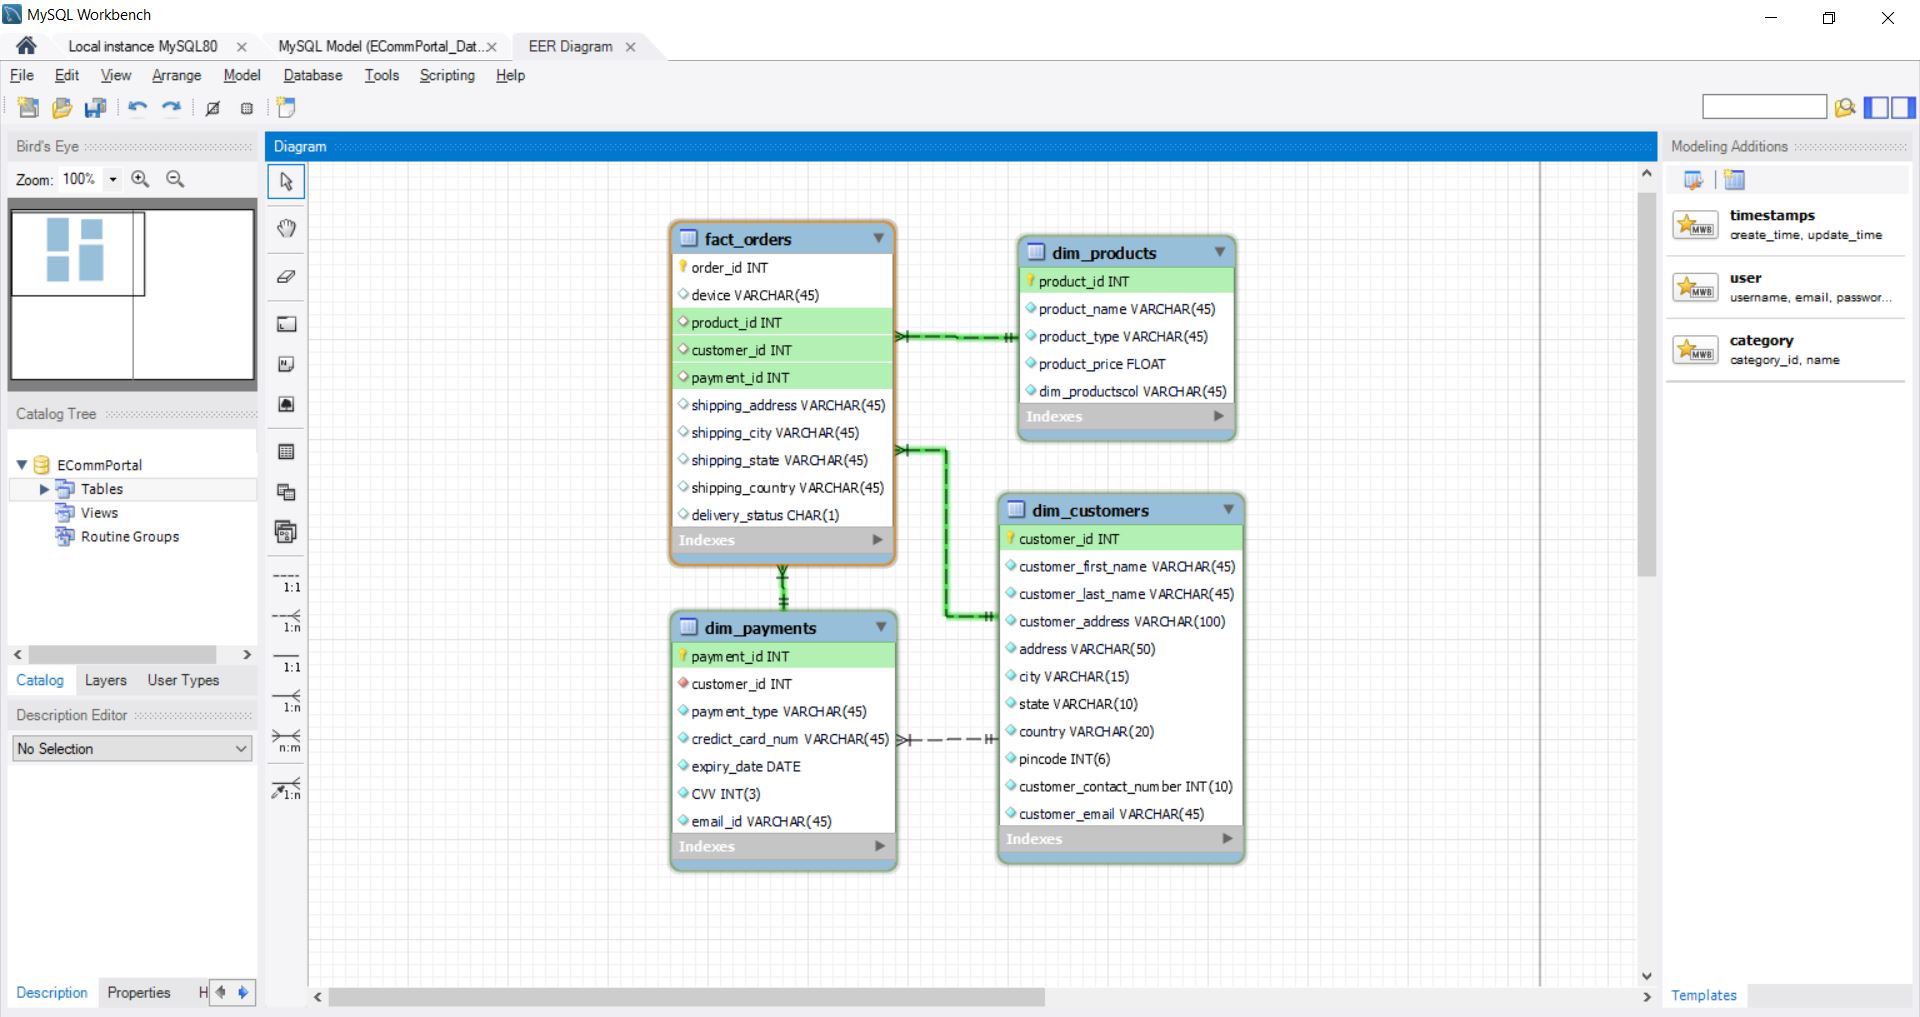 MySQL Workbench
Local instance MySQL80
MySQL Model (ECommPortal_Dat...
EER Diagram
File Edit View Arrange Model Database Tools Scripting Help
Bird's Eye
Zoom: 100%
Catalog Tree
ECommPortal
Tables
Views
Routine Groups
Catalog Layers User Types
Description Editor
No Selection
Description Properties H
Diagram
1:1
1:n
1:1
1:n
n:m
1:n
fact_orders
order_id INT
device VARCHAR(45)
product_id INT
customer_id INT
payment_id INT
shipping_address VARCHAR(45)
shipping_city VARCHAR(45)
shipping_state VARCHAR(45)
shipping_country VARCHAR(45)
delivery_status CHAR(1)
Indexes
dim_products
product_id INT
product_name VARCHAR(45)
product_type VARCHAR(45)
product_price FLOAT
dim_productscol VARCHAR(45)
Indexes
dim_payments
payment_id INT
customer_id INT
payment_type VARCHAR(45)
credict_card_num VARCHAR(45)
expiry_date DATE
CVV INT(3)
email_id VARCHAR(45)
Indexes
dim_customers
customer_id INT
customer_first_name VARCHAR(45)
customer_last_name VARCHAR(45)
customer_address VARCHAR(100)
address VARCHAR(50)
city VARCHAR(15)
state VARCHAR(10)
country VARCHAR(20)
pincode INT(6)
customer_contact_number INT(10)
customer_email VARCHAR(45)
Indexes
Modeling Additions
MWB
timestamps
create_time, update_time
MWB
user
username, email, passwor...
MWB
category
category_id, name
Templates